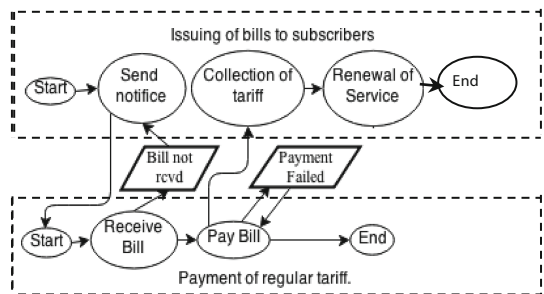 Issuing of bills to subscribers
Start
Send
notifice
Collection of
tariff
Renewal of
Service
End
Bill not
rcvd
Payment
Failed
Start
Receive
Bill
Pay Bill
End
Payment of regular tariff.